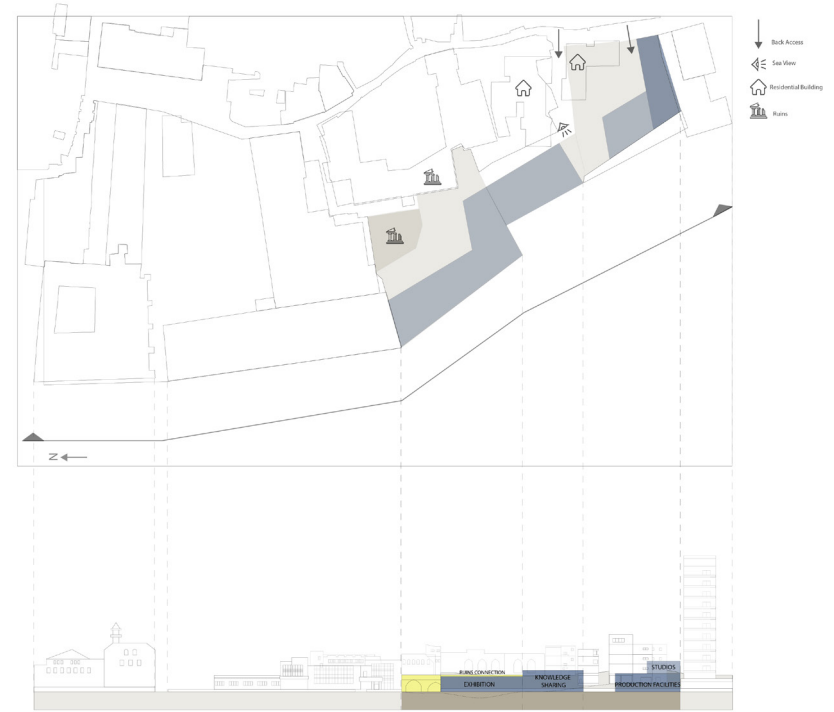 Back Access
Sea View
Residential Building
Ruins
N
RUINS CONNECTION
EXHIBITION
KNOWLEDGE
SHARING
STUDIOS
PRODUCTION FACILITIES